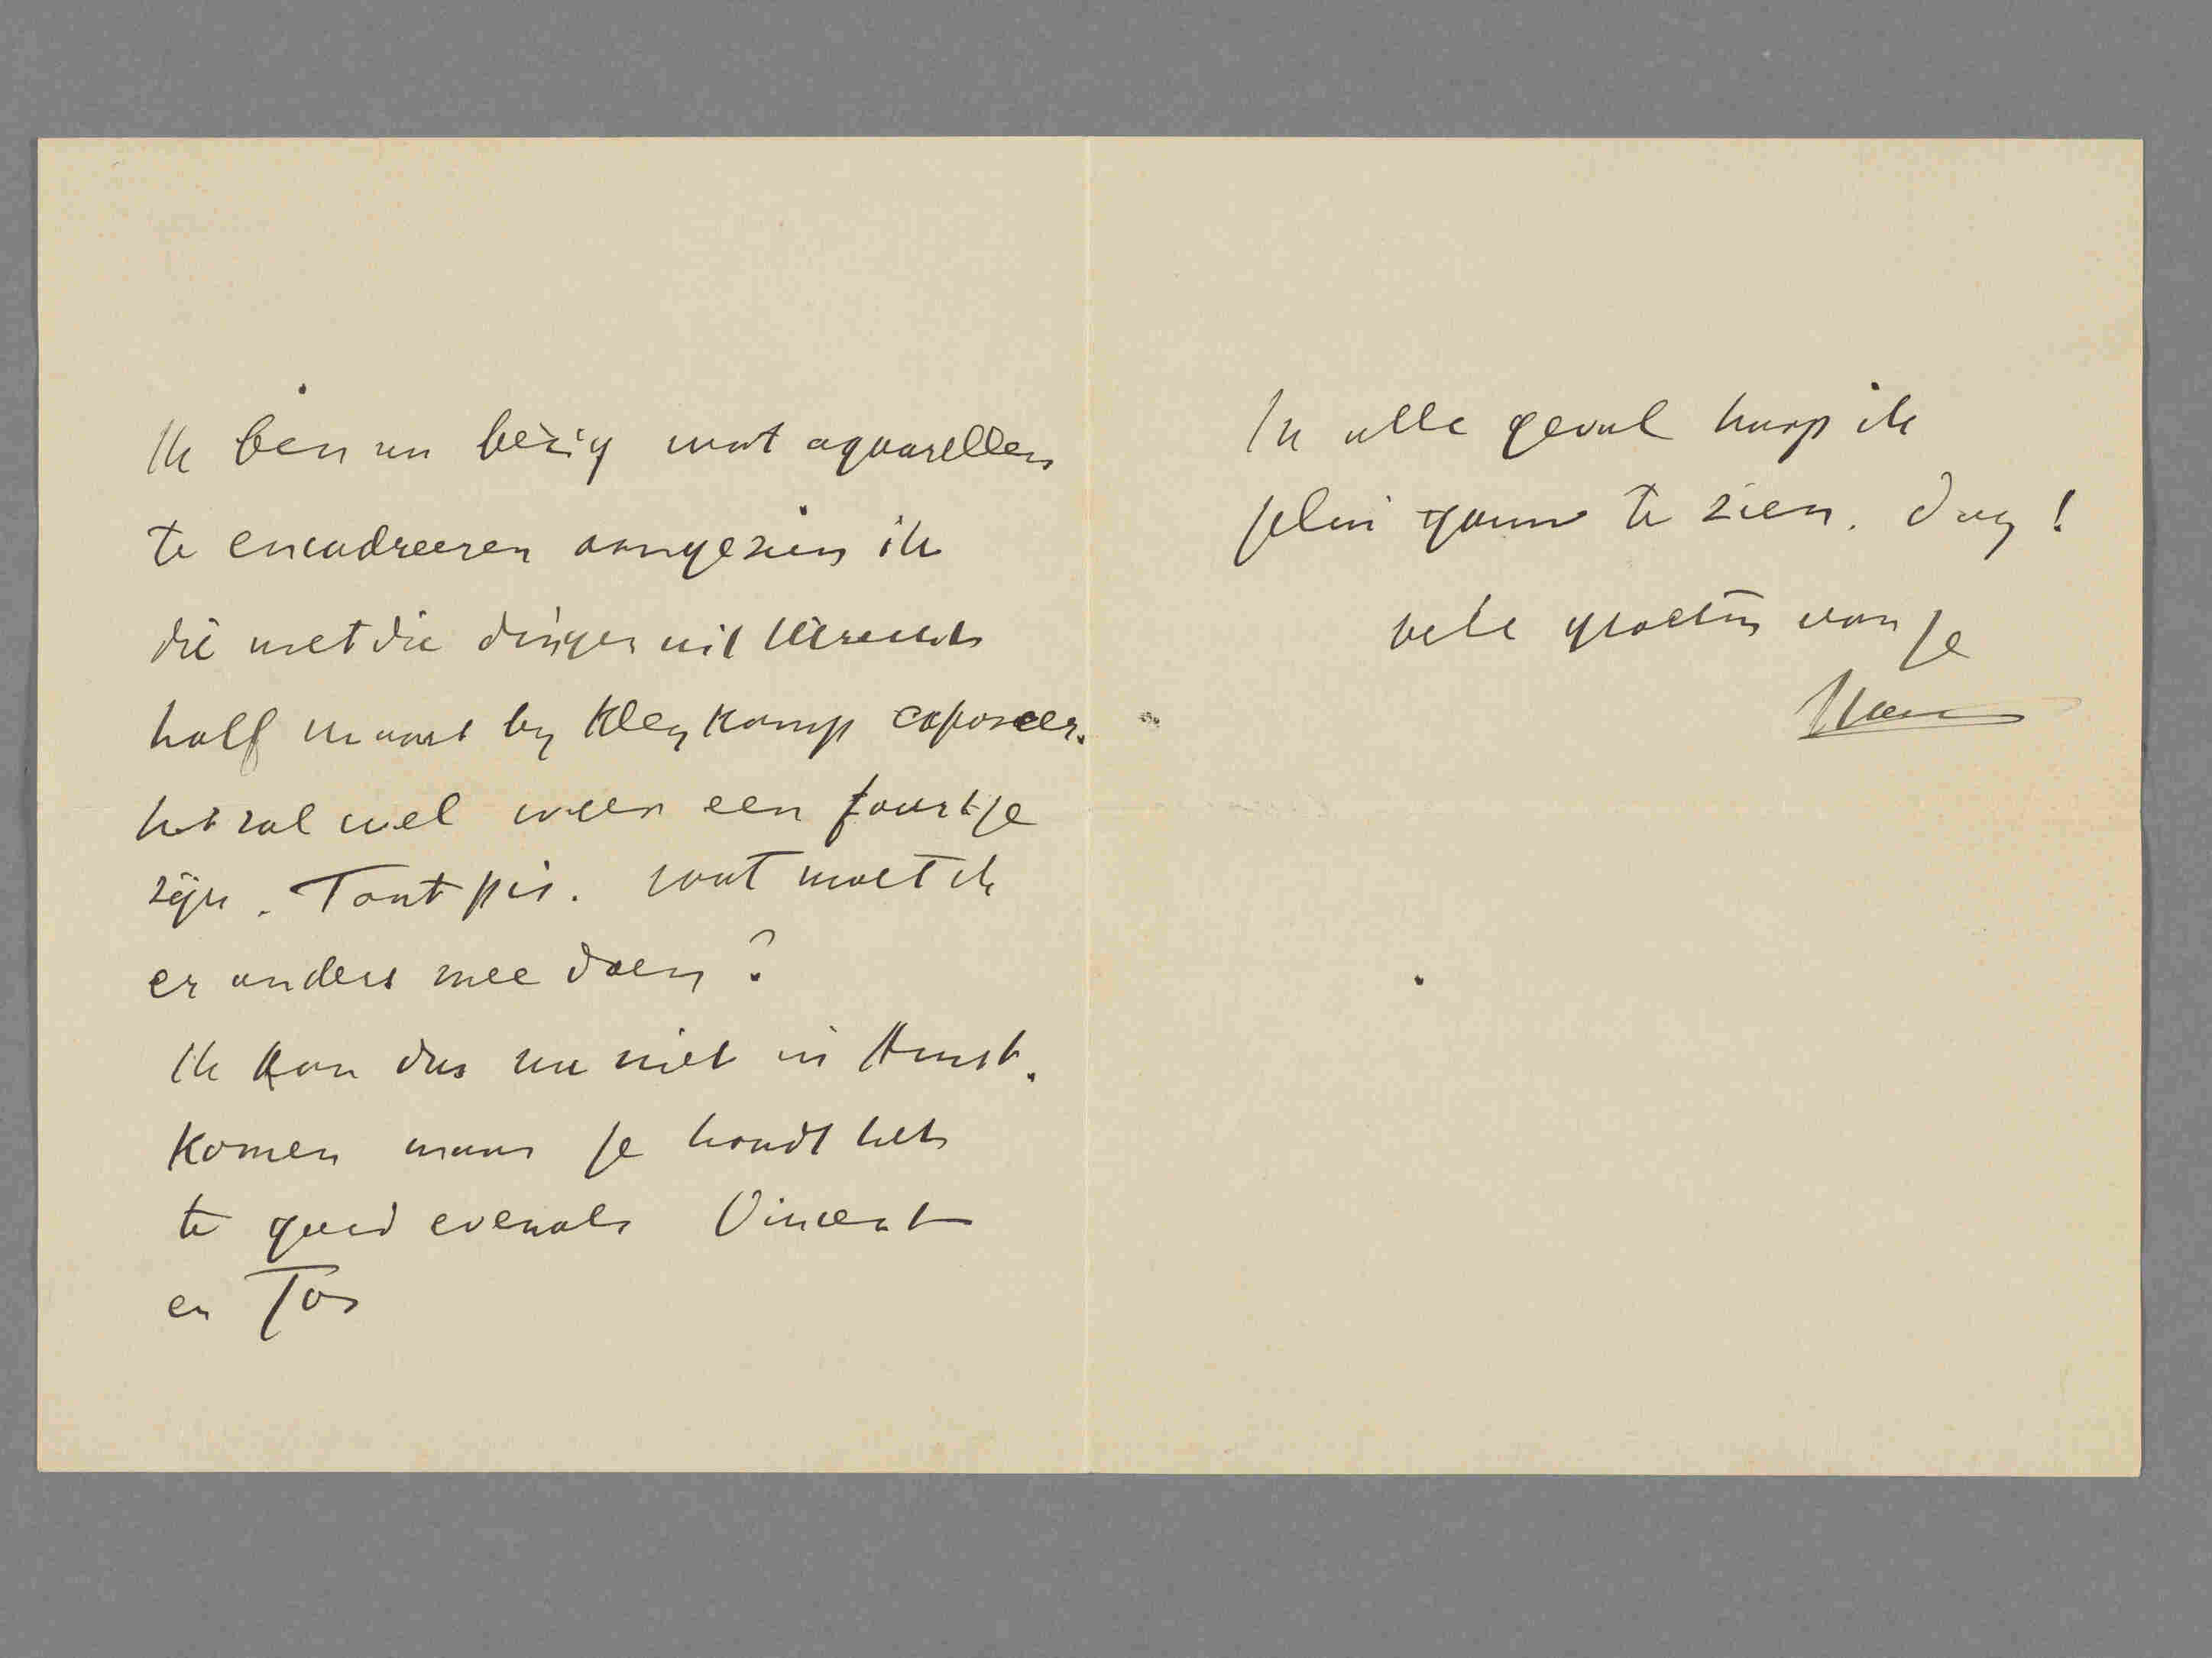 Ik ben nu bezig wat aquarellen
te encadreeren aangezien ik
die met die dingen uit Utrecht
half maart by Kleykamp exposeer.
het zal wel weer een
zijn. Tant pis. wat moet ik
er anders mee doen?
Ik kan dus nu niet in Amst.
komen maar je houdt het
te goed evenals Vincent
en Tos
In alle geval hoop ik
jelui gauw te zien. Dag!
vele groeten van je